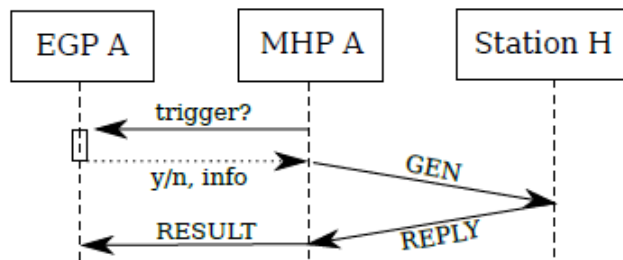 EGP A
MHP A
Station H
trigger?
y/n, info
GEN
RESULT
REPLY